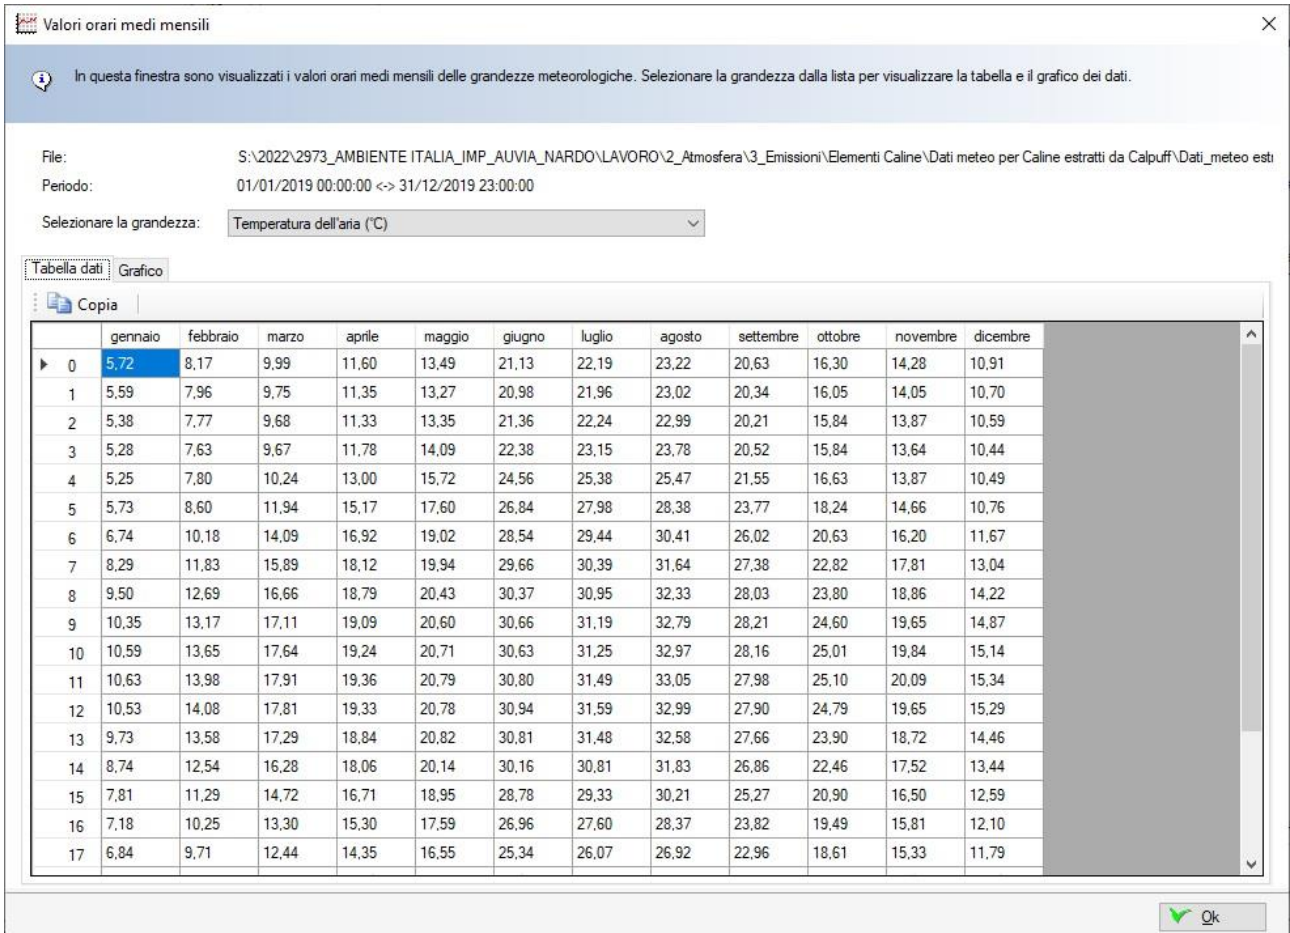 Valori orari medi mensili
In questa finestra sono visualizzati i valori orari medi mensili delle grandezze meteorologiche. Selezionare la grandezza dalla lista per visualizzare la tabella e il grafico dei dati.
File: S:\2022\2973_AMBIENTE ITALIA_IMP_AUVIA_NARDO\LAVORO\2_Atmosfera\3_Emissioni\Elementi Caline\Dati meteo per Caline estratti da Calpuff\Dati_meteo est
Periodo: 01/01/2019 00:00:00 <-> 31/12/2019 23:00:00
Selezionare la grandezza: Temperatura dell'aria (°C)
Tabella dati Grafico
Copia
gennaio febbraio marzo aprile maggio giugno luglio agosto settembre ottobre novembre dicembre
0 5,72 8,17 9,99 11,60 13,49 21,13 22,19 23,22 20,63 16,30 14,28 10,91
1 5,59 7,96 9,75 11,35 13,27 20,98 21,96 23,02 20,34 16,05 14,05 10,70
2 5,38 7,77 9,68 11,33 13,35 21,36 22,24 22,99 20,21 15,84 13,87 10,59
3 5,28 7,63 9,67 11,78 14,09 22,38 23,15 23,78 20,52 15,84 13,64 10,44
4 5,25 7,80 10,24 13,00 15,72 24,56 25,38 25,47 21,55 16,63 13,87 10,49
5 5,73 8,60 11,94 15,17 17,60 26,84 27,98 28,38 23,77 18,24 14,66 10,76
6 6,74 10,18 14,09 16,92 19,02 28,54 29,44 30,41 26,02 20,63 16,20 11,67
7 8,29 11,83 15,89 18,12 19,94 29,66 30,39 31,64 27,38 22,82 17,81 13,04
8 9,50 12,69 16,66 18,79 20,43 30,37 30,95 32,33 28,03 23,80 18,86 14,22
9 10,35 13,17 17,11 19,09 20,60 30,66 31,19 32,79 28,21 24,60 19,65 14,87
10 10,59 13,65 17,64 19,24 20,71 30,63 31,25 32,97 28,16 25,01 19,84 15,14
11 10,63 13,98 17,91 19,36 20,79 30,80 31,49 33,05 27,98 25,10 20,09 15,34
12 10,53 14,08 17,81 19,33 20,78 30,94 31,59 32,99 27,90 24,79 19,65 15,29
13 9,73 13,58 17,29 18,84 20,82 30,81 31,48 32,58 27,66 23,90 18,72 14,46
14 8,74 12,54 16,28 18,06 20,14 30,16 30,81 31,83 26,86 22,46 17,52 13,44
15 7,81 11,29 14,72 16,71 18,95 28,78 29,33 30,21 25,27 20,90 16,50 12,59
16 7,18 10,25 13,30 15,30 17,59 26,96 27,60 28,37 23,82 19,49 15,81 12,10
17 6,84 9,71 12,44 14,35 16,55 25,34 26,07 26,92 22,96 18,61 15,33 11,79
Ok